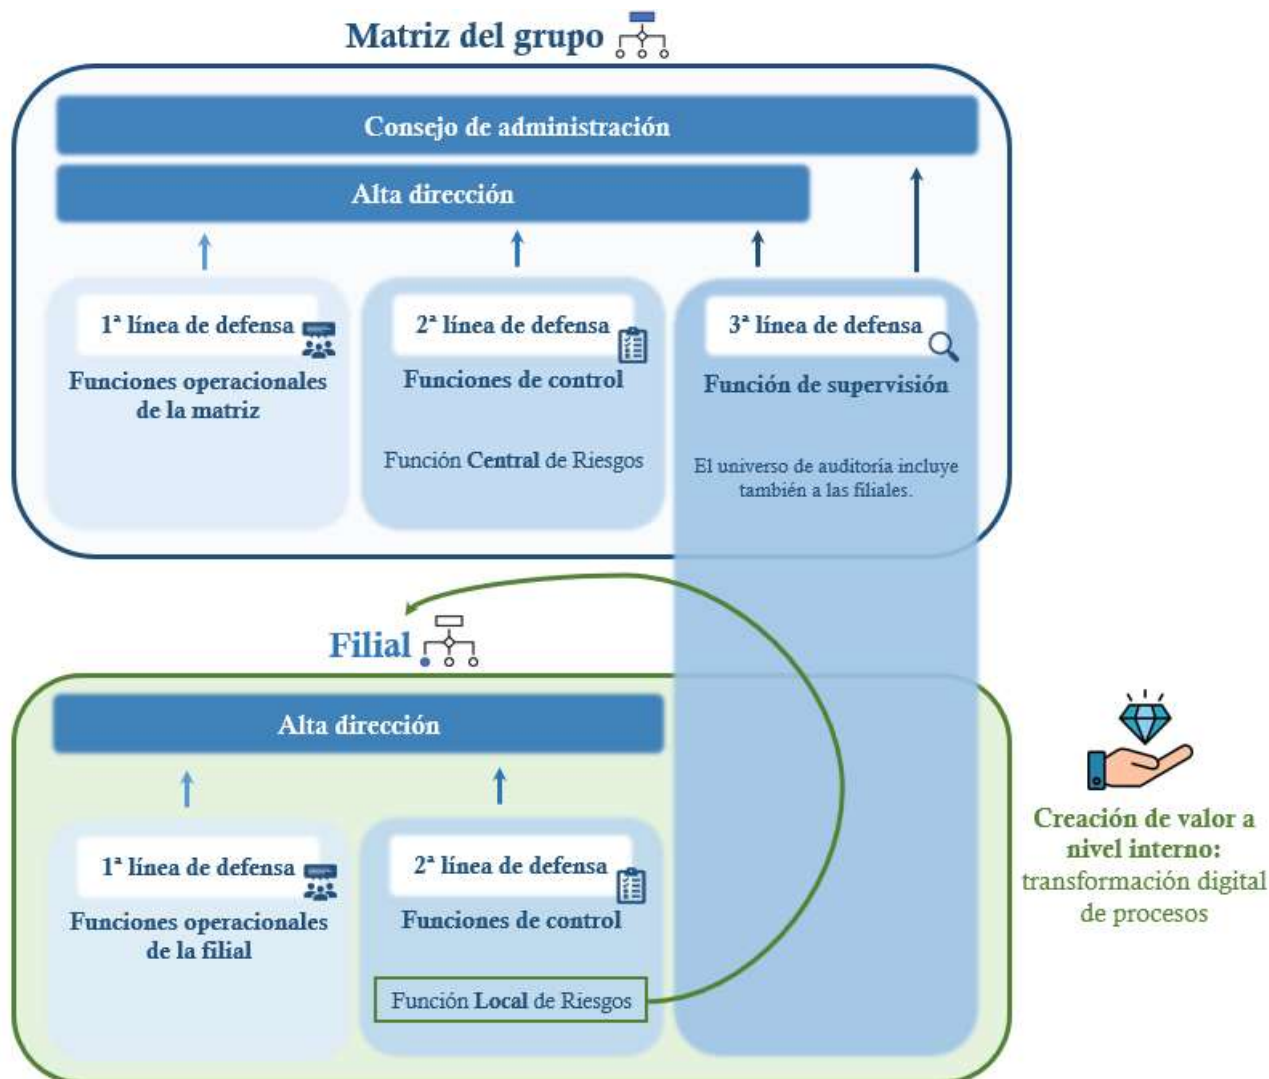 Matriz del grupo
Consejo de administración
Alta dirección
1ª línea de defensa
Funciones operacionales
de la matriz
2ª línea de defensa
Funciones de control
Función Central de Riesgos
3ª línea de defensa
Función de supervisión
El universo de auditoría incluye
también a las filiales.
Filial
Alta dirección
1ª línea de defensa
Funciones operacionales
de la filial
2ª línea de defensa
Funciones de control
Función Local de Riesgos
Creación de valor a
nivel interno:
transformación digital
de procesos